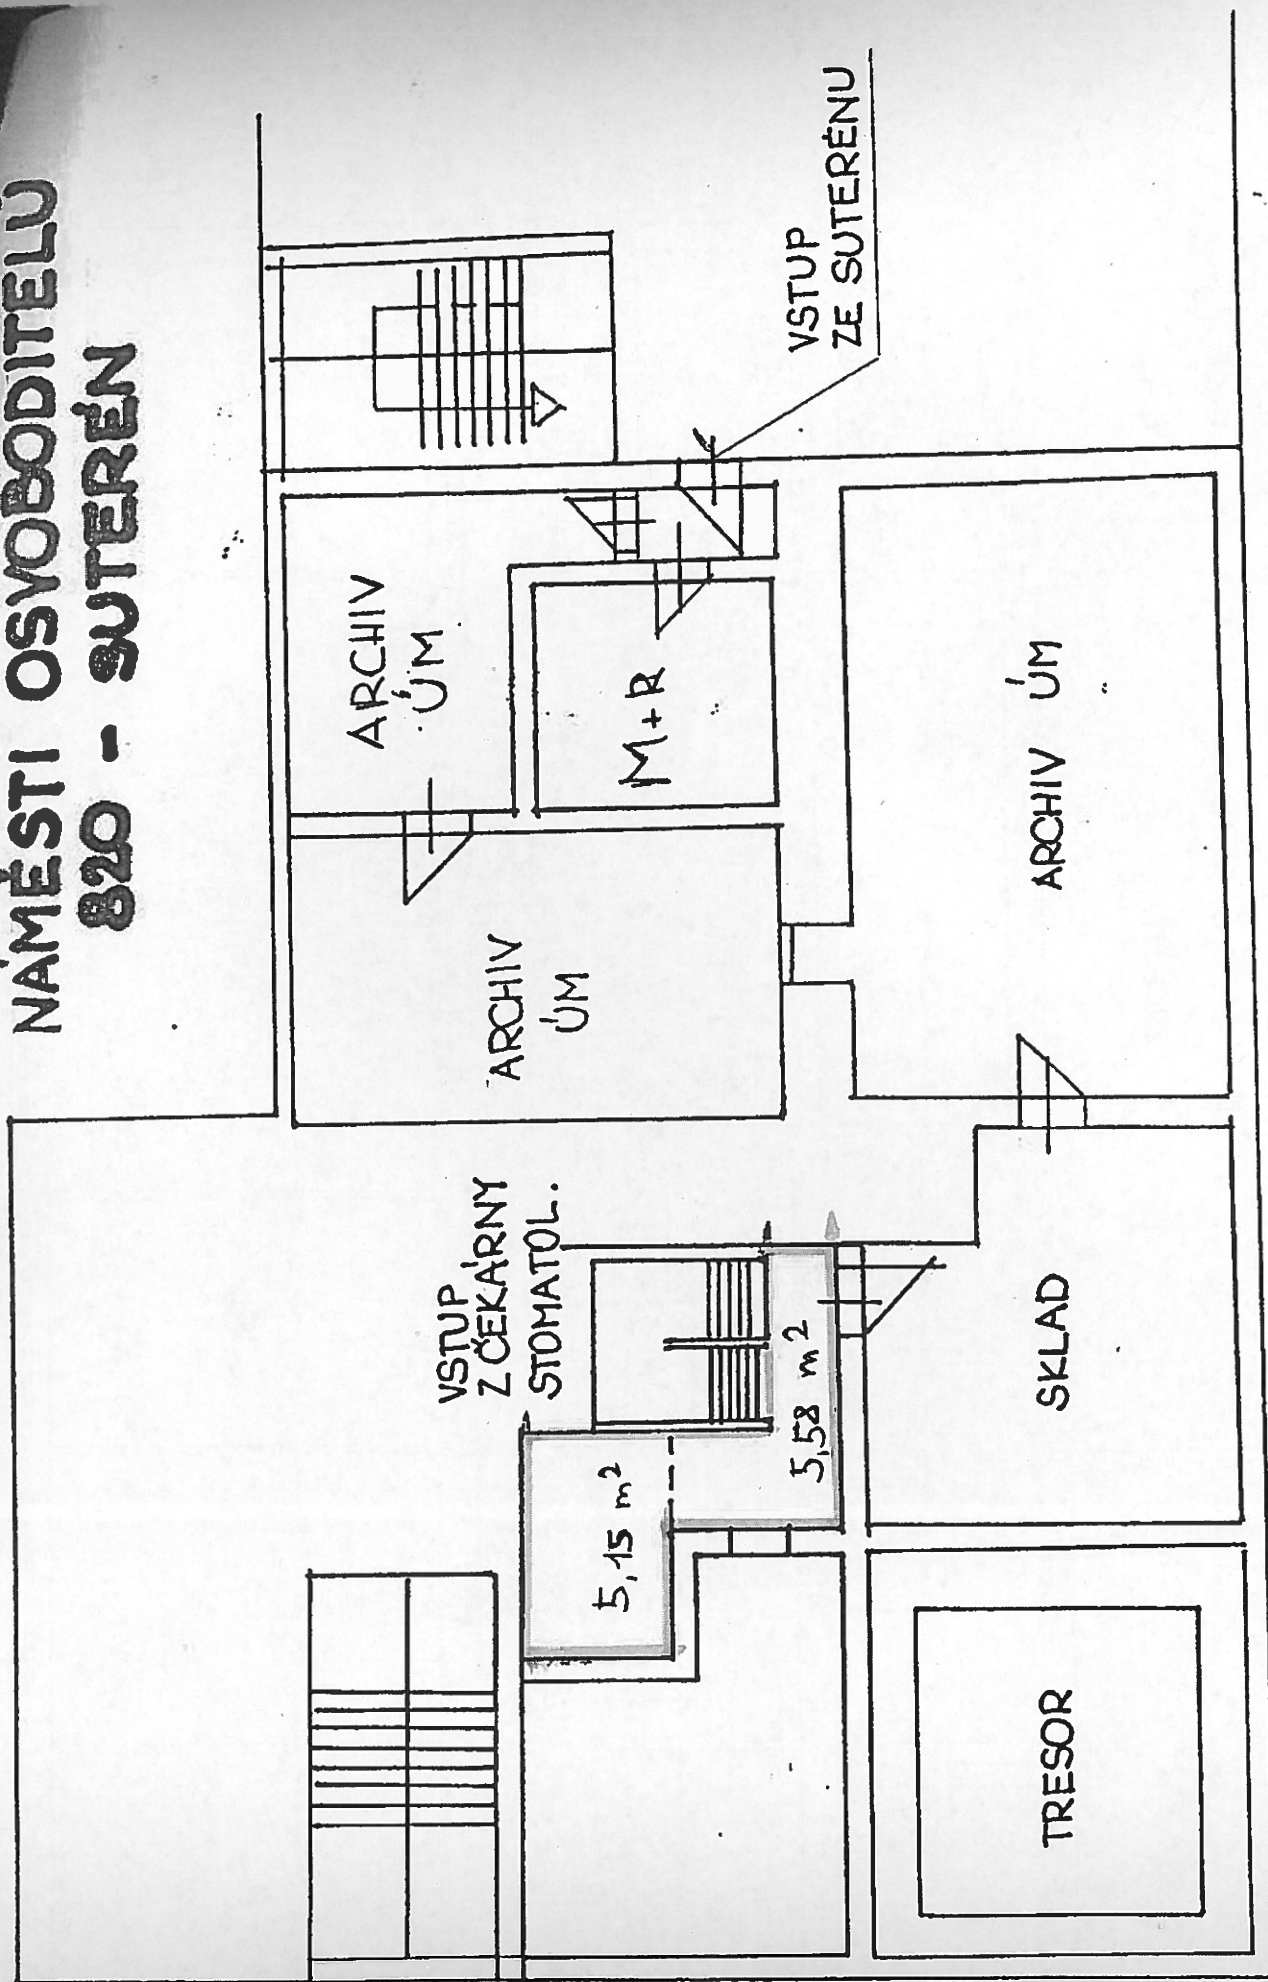 NÁMĚSTI OSVOBODITELŮ
820 - SUTERÉN
VSTUP
ZE SUTERÉNU
ARCHIV
ÚM
M+R
ARCHIV
ÚM
ARCHIV ÚM
VSTUP
Z ČEKÁRNY
STOMATOL.
5,15 m²
5,58 m²
SKLAD
TRESOR